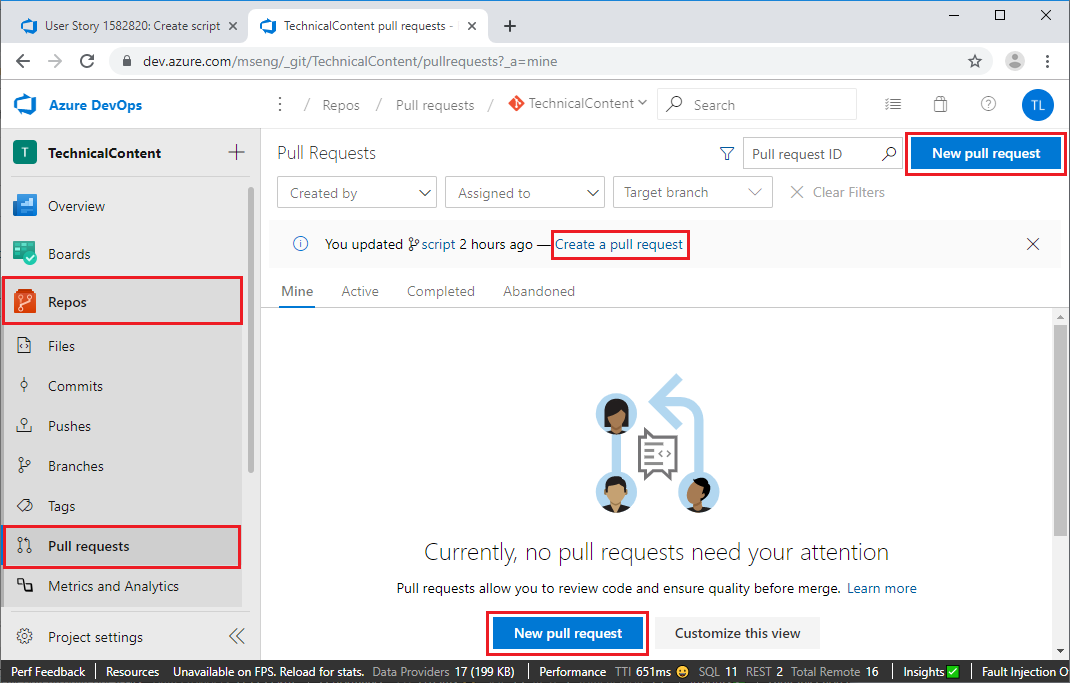 User Story 1582820: Create script
TechnicalContent pull requests -
dev.azure.com/mseng/_git/TechnicalContent/pullrequests?_a=mine
Azure DevOps
/ Repos / Pull requests / TechnicalContent
Search
TL
T TechnicalContent
Pull Requests
Pull request ID
New pull request
Overview
Created by
Assigned to
Target branch
Clear Filters
Boards
You updated script 2 hours ago — Create a pull request
Repos
Mine Active Completed Abandoned
Files
Commits
Pushes
Branches
Tags
Pull requests
Metrics and Analytics
Project settings
Currently, no pull requests need your attention
Pull requests allow you to review code and ensure quality before merge. Learn more
New pull request
Customize this view
Perf Feedback Resources Unavailable on FPS. Reload for stats. Data Providers 17 (199 KB) Performance TTI 651ms SQL 11 REST 2 Total Remote 16 Insights Fault Injection O